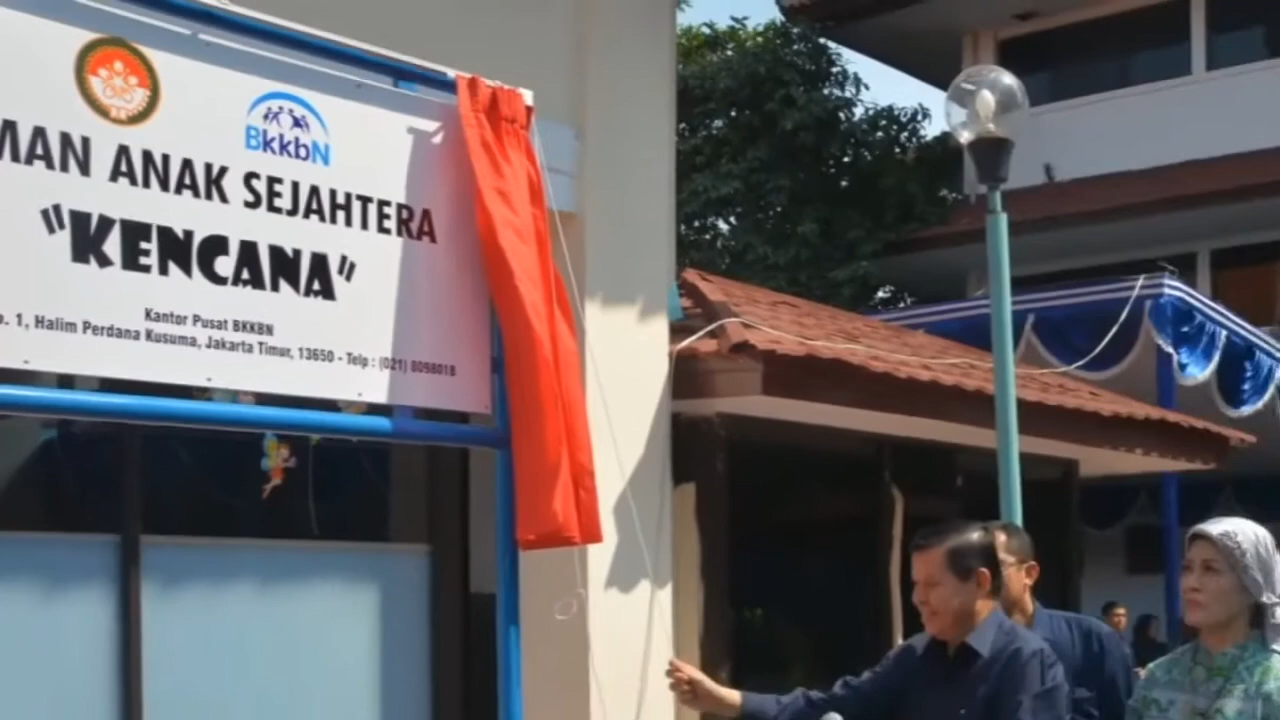 BkkbN
MAN ANAK SEJAHTERA
"KENCANA"
Kantor Pusat BKKBN
o. 1, Halim Perdana Kusuma, Jakarta Timur, 13650 - Telp : (021) 8098018